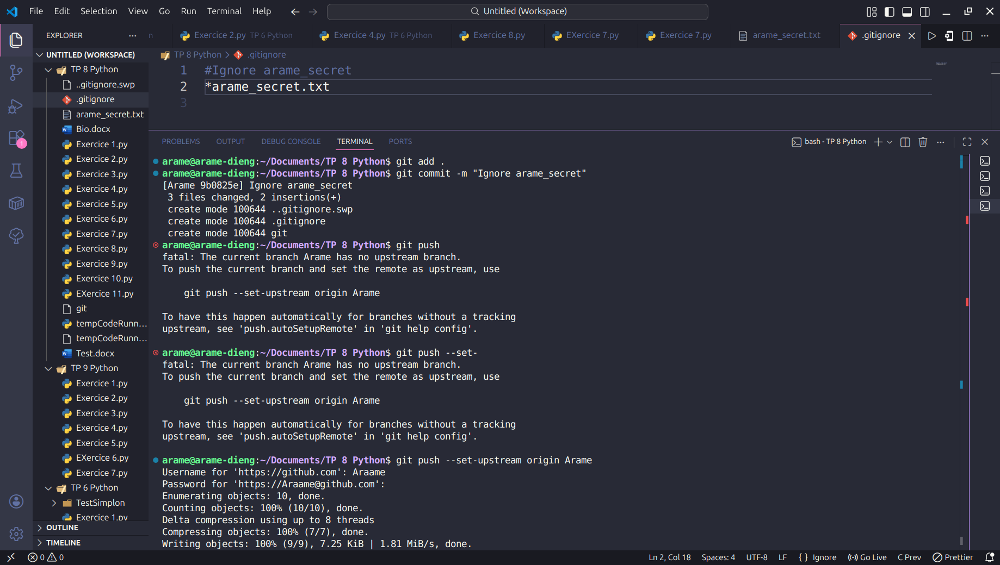 File Edit Selection View Go Run Terminal Help
Untitled (Workspace)
EXPLORER
n
Exercice 2.py TP 6 Python
Exercice 4.py TP 6 Python
Exercice 8.py
EXercice 7.py
Exercice 7.py
arame_secret.txt
.gitignore
UNTITLED (WORKSPACE)
TP 8 Python
..gitignore.swp
.gitignore
arame_secret.txt
Bio.docx
Exercice 1.py
Exercice 2.py
Exercice 3.py
Exercice 4.py
Exercice 5.py
Exercice 6.py
Exercice 7.py
Exercice 8.py
Exercice 9.py
Exercice 10.py
EXercice 11.py
git
tempCodeRunn...
tempCodeRunn...
Test.docx
TP 9 Python
Exercice 1.py
Exercice 2.py
Exercice 3.py
Exercice 4.py
Exercice 5.py
EXercice 6.py
Exercice 7.py
TP 6 Python
TestSimplon
Exercice 1.py
OUTLINE
TIMELINE
1
TP 8 Python > .gitignore
1 #Ignore arame_secret
2 *arame_secret.txt
3
PROBLEMS OUTPUT DEBUG CONSOLE TERMINAL PORTS
bash - TP 8 Python
arame@arame-dieng:~/Documents/TP 8 Python$ git add .
arame@arame-dieng:~/Documents/TP 8 Python$ git commit -m "Ignore arame_secret"
[Arame 9b0825e] Ignore arame_secret
3 files changed, 2 insertions(+)
create mode 100644 ..gitignore.swp
create mode 100644 .gitignore
create mode 100644 git
arame@arame-dieng:~/Documents/TP 8 Python$ git push
fatal: The current branch Arame has no upstream branch.
To push the current branch and set the remote as upstream, use
git push --set-upstream origin Arame
To have this happen automatically for branches without a tracking
upstream, see 'push.autoSetupRemote' in 'git help config'.
arame@arame-dieng:~/Documents/TP 8 Python$ git push --set-
fatal: The current branch Arame has no upstream branch.
To push the current branch and set the remote as upstream, use
git push --set-upstream origin Arame
To have this happen automatically for branches without a tracking
upstream, see 'push.autoSetupRemote' in 'git help config'.
arame@arame-dieng:~/Documents/TP 8 Python$ git push --set-upstream origin Arame
Username for 'https://github.com': Araame
Password for 'https://Araame@github.com':
Enumerating objects: 10, done.
Counting objects: 100% (10/10), done.
Delta compression using up to 8 threads
Compressing objects: 100% (7/7), done.
Writing objects: 100% (9/9), 7.25 KiB | 1.81 MiB/s, done.
0 0
Ln 2, Col 18 Spaces: 4 UTF-8 LF { } Ignore Go Live C Prev Prettier